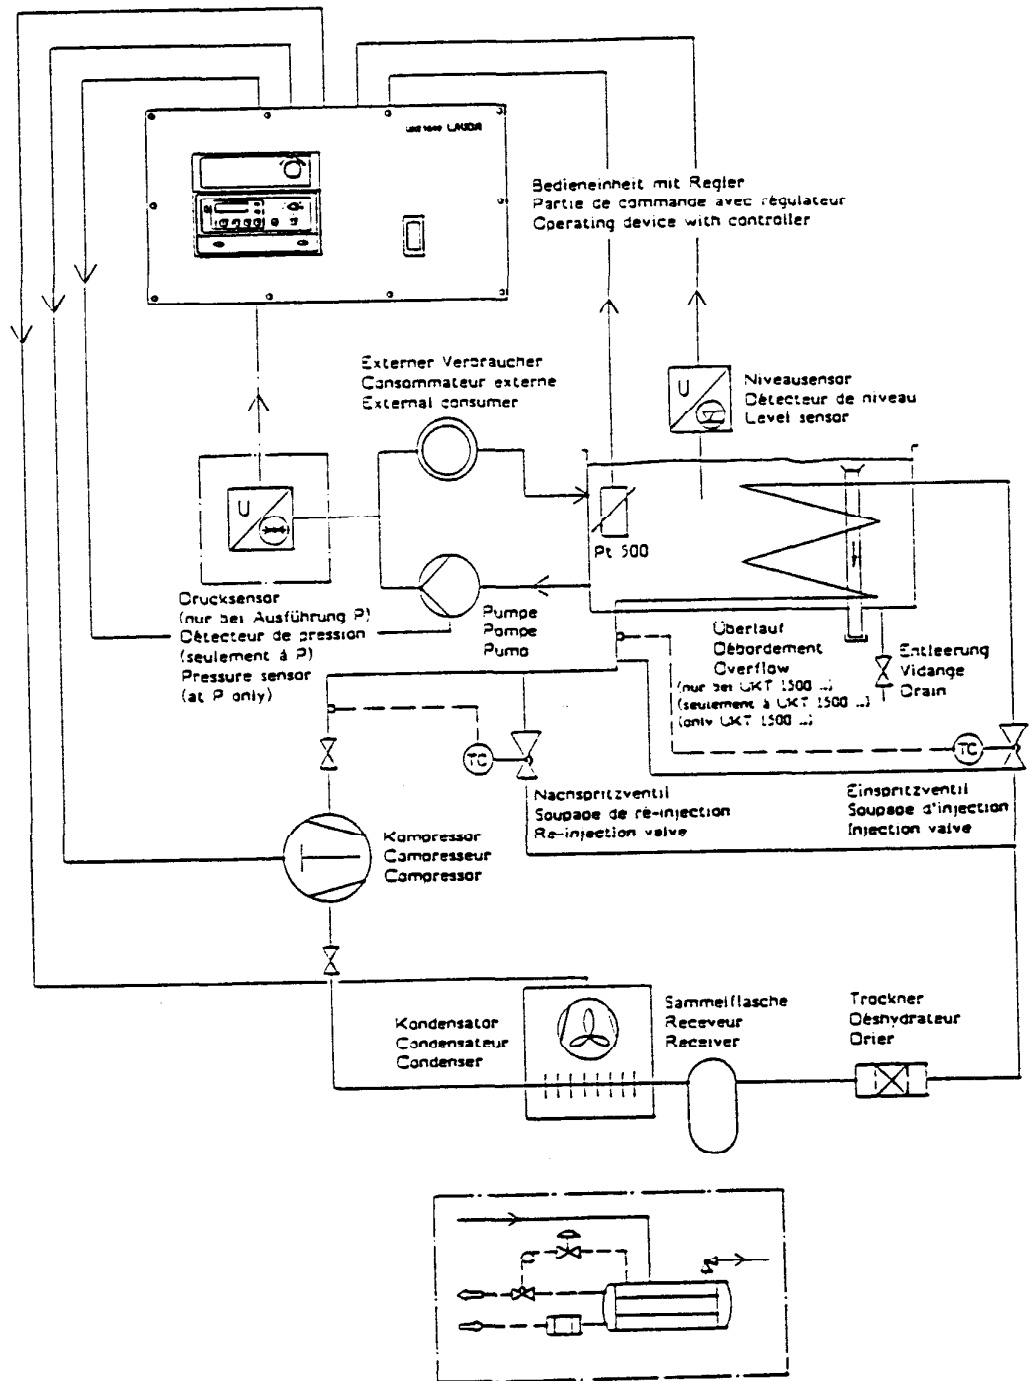 LAUDA
Bedieneinheit mit Regler
Partie de commande avec régulateur
Operating device with controller
Externer Verbraucher
Consommateur externe
External consumer
U
Niveausensor
Détecteur de niveau
Level sensor
U
Pt 500
Drucksensor
(nur bei Ausführung P)
Détecteur de pression
(seulement à P)
Pressure sensor
(at P only)
Pumpe
Pompe
Pump
Überlauf
Débordement
Overflow
(nur bei UKT 1500 ...)
(seulement à UKT 1500 ...)
(only UKT 1500 ...)
Entleerung
Vidange
Drain
TC
TC
Nachspritzventil
Soupape de ré-injection
Re-injection valve
Einspritzventil
Soupape d'injection
Injection valve
Kompressor
Compresseur
Compressor
Kondensator
Condensateur
Condenser
Sammelflasche
Receveur
Receiver
Trockner
Déshydrateur
Drier